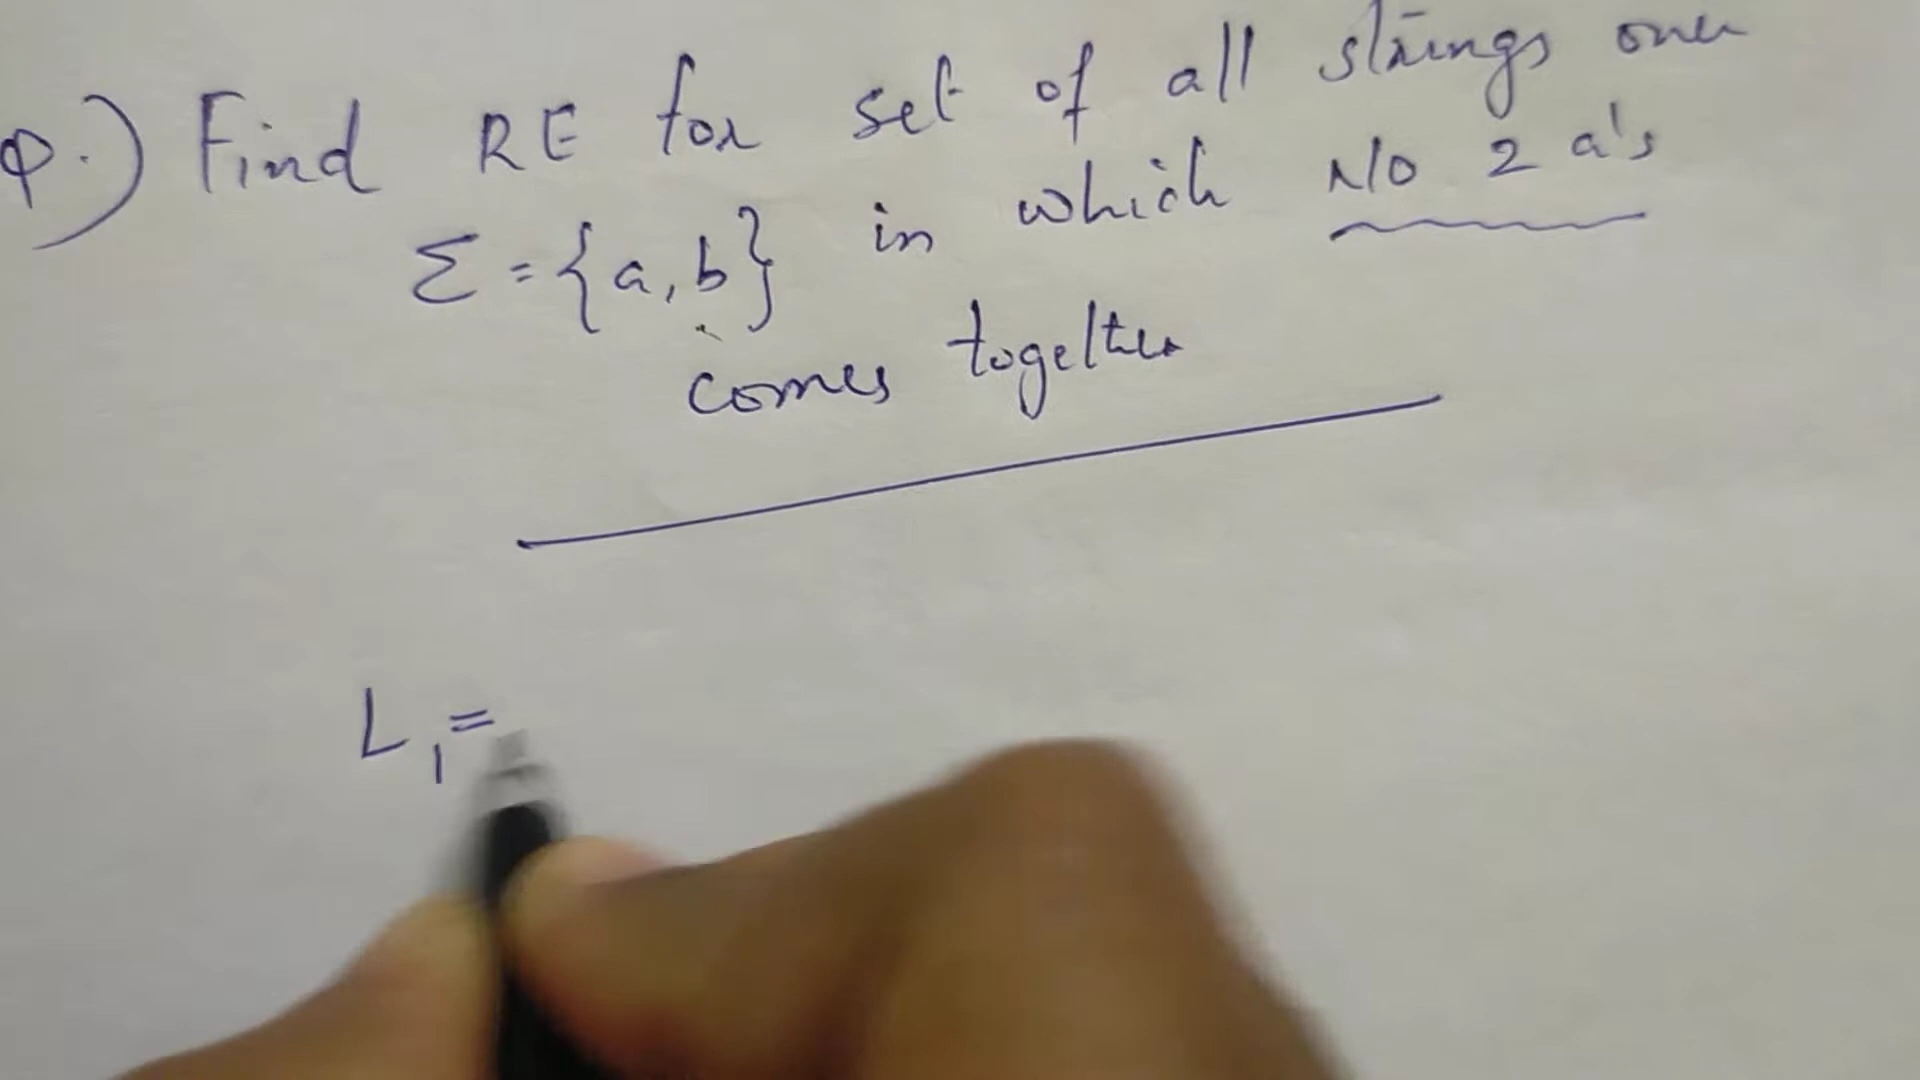 Q.) Find RE for set of all strings over
Σ = {a, b} in which No 2 a's
comes together
L₁ =